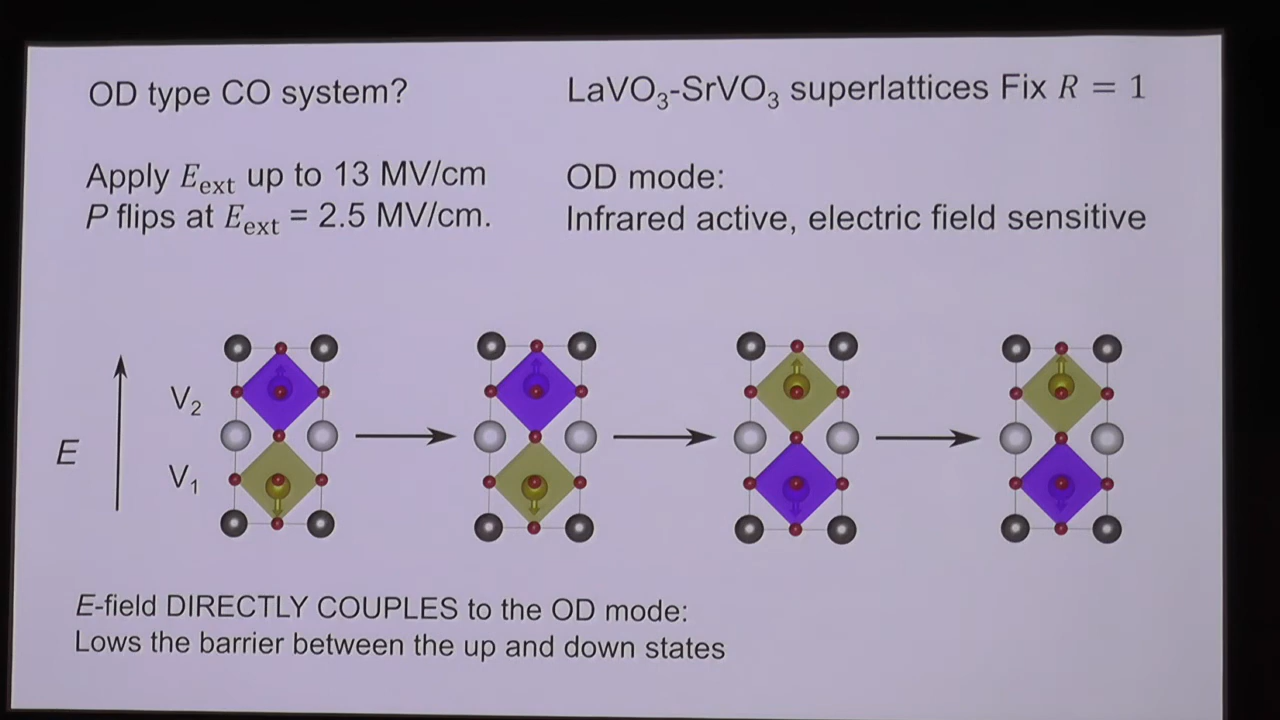 OD type CO system?
LaVO₃-SrVO₃ superlattices Fix R = 1
Apply E_ext up to 13 MV/cm
P flips at E_ext = 2.5 MV/cm.
OD mode:
Infrared active, electric field sensitive
V₂
E
V₁
E-field DIRECTLY COUPLES to the OD mode:
Lows the barrier between the up and down states